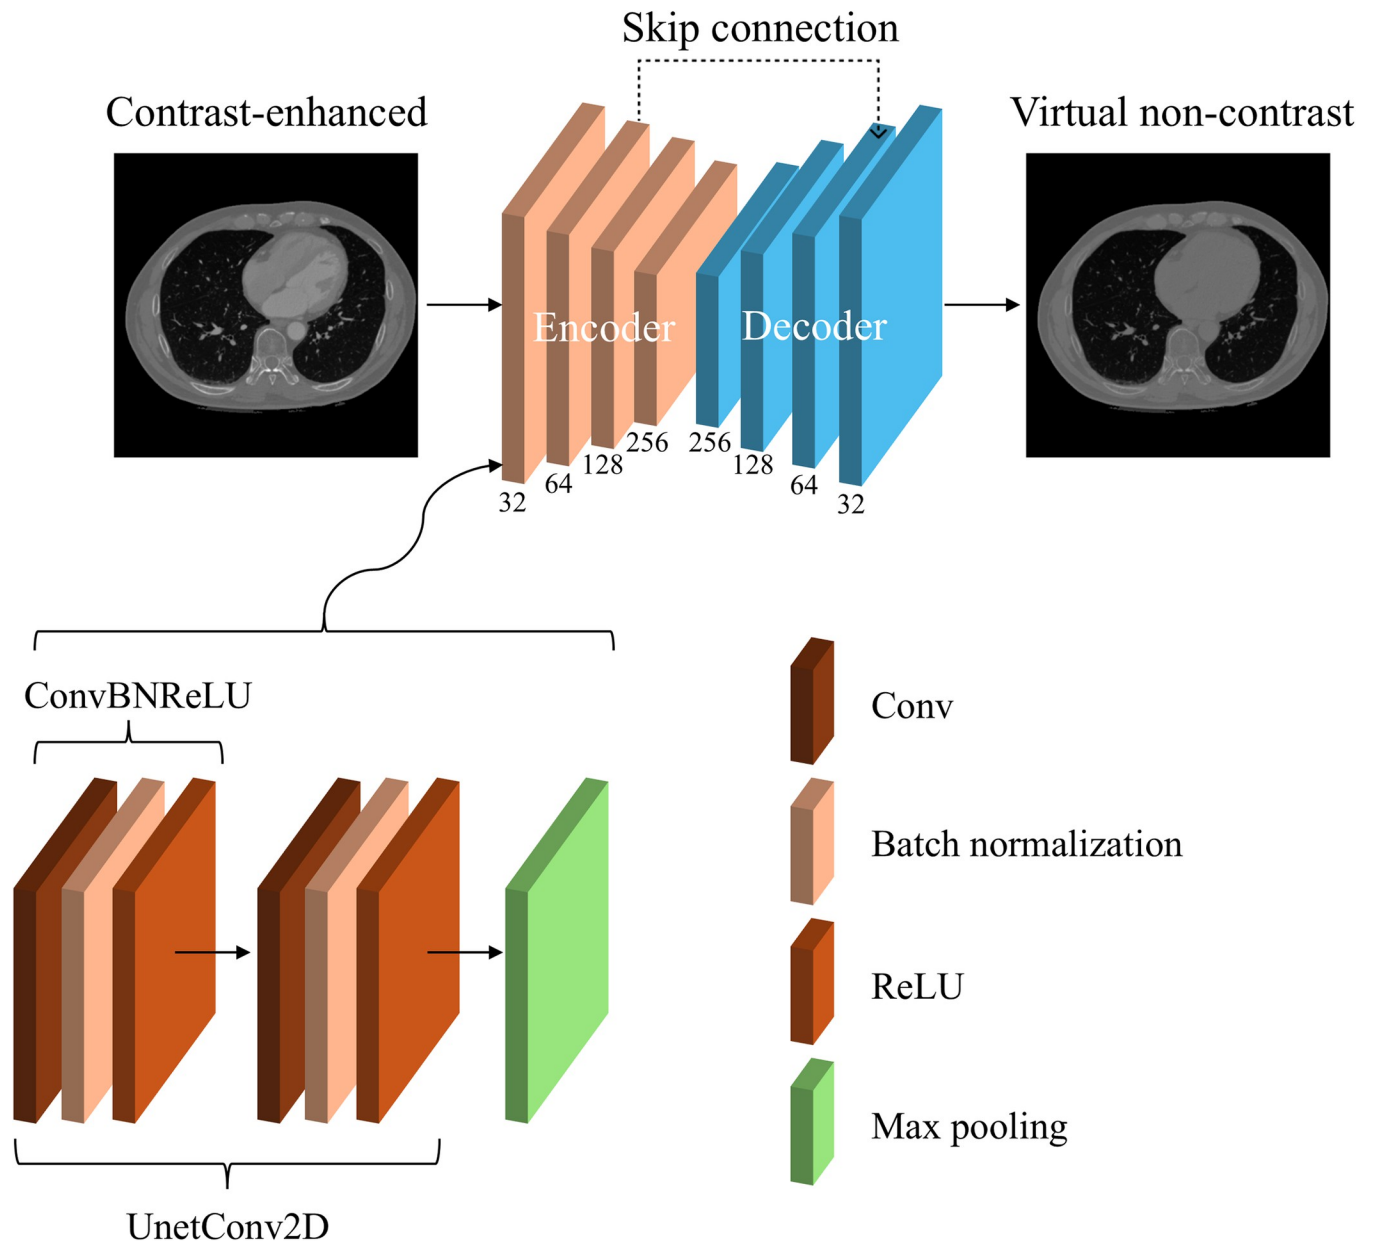 Skip connection
Contrast-enhanced
Virtual non-contrast
Encoder
Decoder
32
64
128
256
256
128
64
32
ConvBNReLU
UnetConv2D
Conv
Batch normalization
ReLU
Max pooling